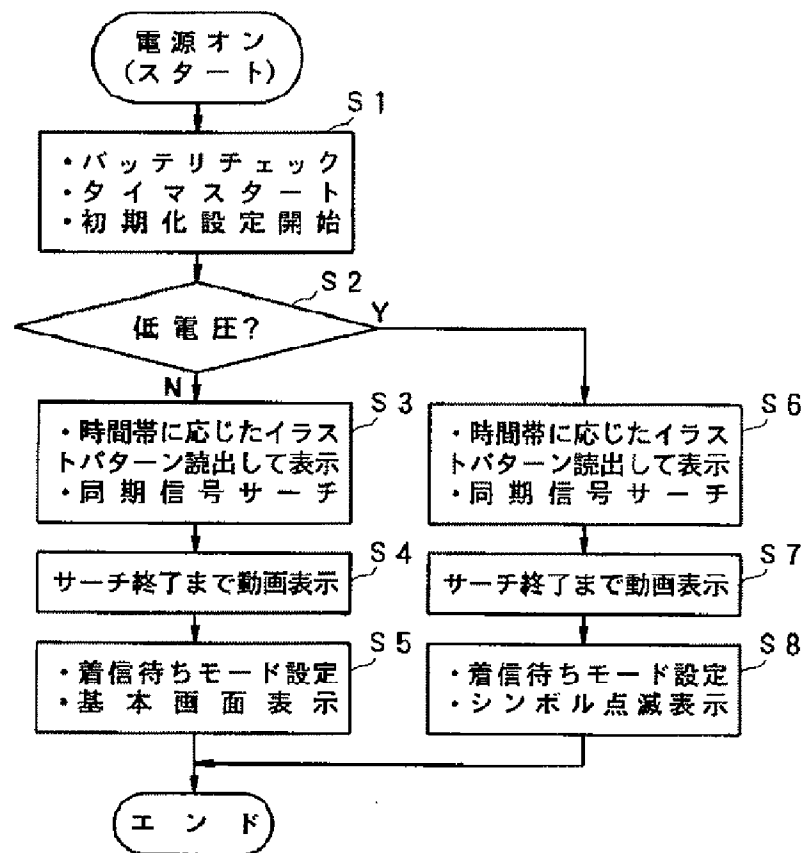 電源オン
(スタート)
S1
・バッテリチェック
・タイマスタート
・初期化設定開始
S2
低電圧?
Y
N
S3
・時間帯に応じたイラス
トパターン読出して表示
・同期信号サーチ
S6
・時間帯に応じたイラス
トパターン読出して表示
・同期信号サーチ
S4
サーチ終了まで動画表示
S7
サーチ終了まで動画表示
S5
・着信待ちモード設定
・基本画面表示
S8
・着信待ちモード設定
・シンボル点滅表示
エンド